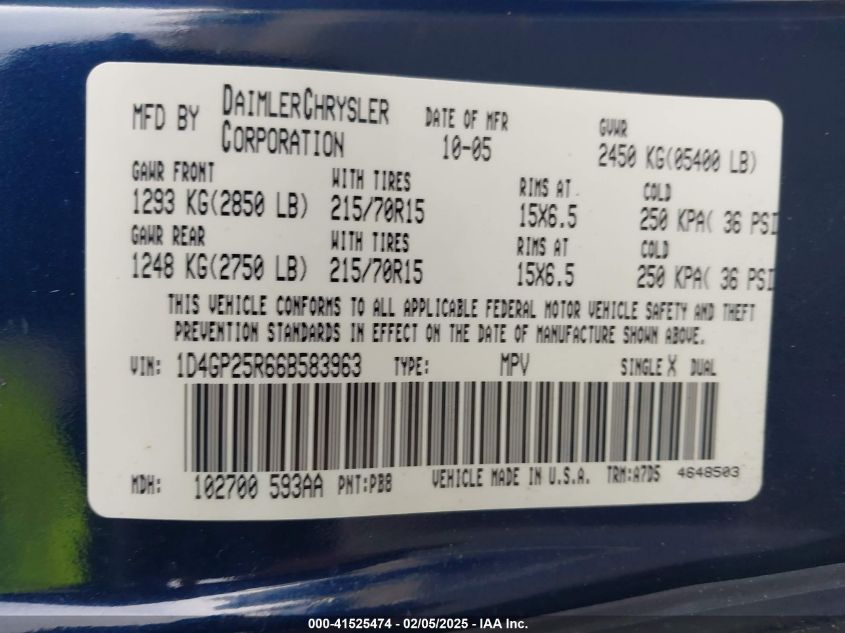 MFD BY DAIMLERCHRYSLER CORPORATION DATE OF MFR 10-05 GVWR 2450 KG(05400 LB)
GAWR FRONT WITH TIRES RIMS AT COLD
1293 KG(2850 LB) 215/70R15 15X6.5 250 KPA( 36 PSI
GAWR REAR WITH TIRES RIMS AT COLD
1248 KG(2750 LB) 215/70R15 15X6.5 250 KPA( 36 PSI
THIS VEHICLE CONFORMS TO ALL APPLICABLE FEDERAL MOTOR VEHICLE SAFETY AND THEFT
PREVENTION STANDARDS IN EFFECT ON THE DATE OF MANUFACTURE SHOWN ABOVE.
VIN: 1D4GP25R66B583963 TYPE: MPV SINGLE X DUAL
MDH: 102700 593AA PNT:PB8 VEHICLE MADE IN U.S.A. TRM:A7D5 4648503
000-41525474 - 02/05/2025 - IAA Inc.